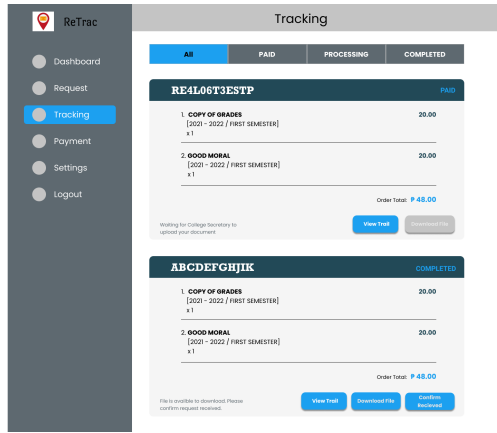 ReTrac
Tracking
Dashboard
Request
Tracking
Payment
Settings
Logout
All PAID PROCESSING COMPLETED
RE4L06T3ESTP PAID
1. COPY OF GRADES 20.00
[2021 - 2022 / FIRST SEMESTER]
x 1
2. GOOD MORAL 20.00
[2021 - 2022 / FIRST SEMESTER]
x 1
Order Total: ₱ 48.00
Waiting for College Secretary to
upload your document
View Trail Download File
ABCDEFGHJIK COMPLETED
1. COPY OF GRADES 20.00
[2021 - 2022 / FIRST SEMESTER]
x 1
2. GOOD MORAL 20.00
[2021 - 2022 / FIRST SEMESTER]
x 1
Order Total: ₱ 48.00
File is availble to download. Please
confirm request received.
View Trail Download File Confirm
Recieved